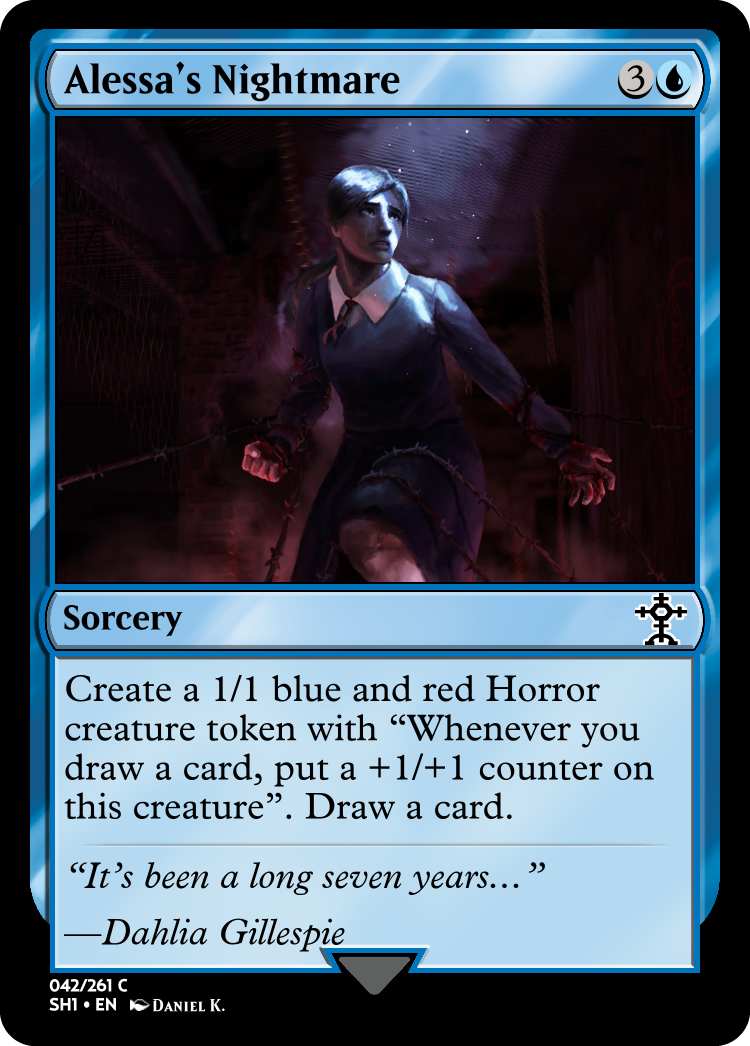 Alessa's Nightmare 3
Sorcery
Create a 1/1 blue and red Horror
creature token with “Whenever you
draw a card, put a +1/+1 counter on
this creature”. Draw a card.
“It's been a long seven years…”
—Dahlia Gillespie
042/261 C
SH1 • EN DANIEL K.